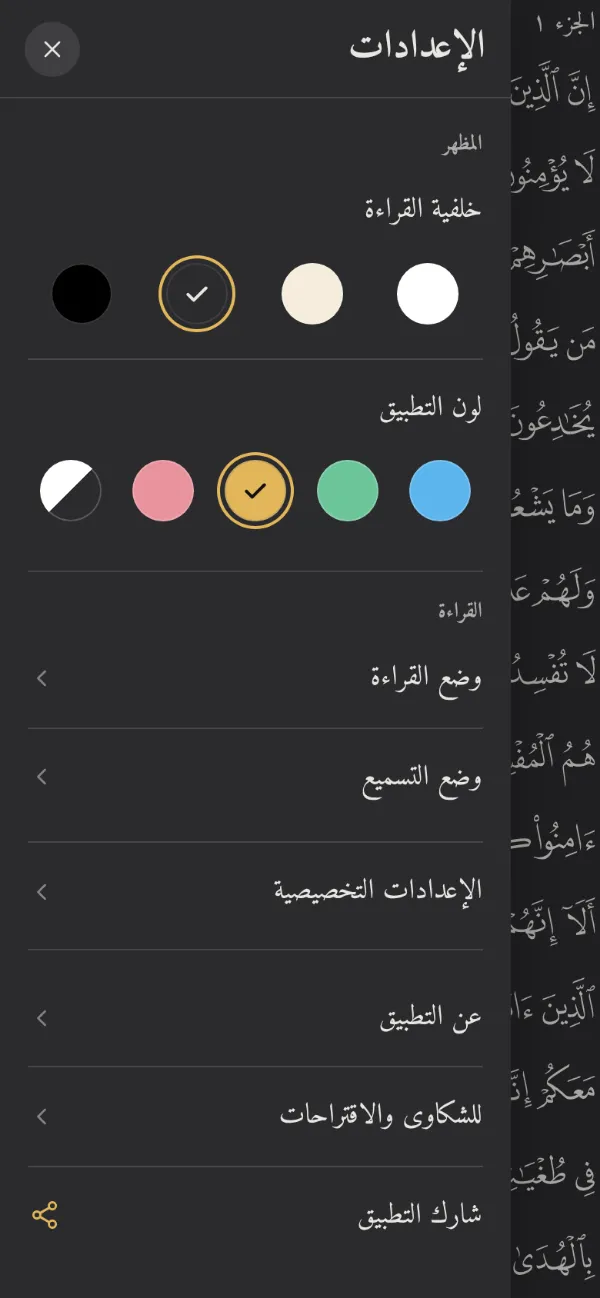 الإعدادات
المظهر
خلفية القراءة
لون التطبيق
القراءة
وضع القراءة
وضع التسميع
الإعدادات التخصيصية
عن التطبيق
للشكاوى والاقتراحات
شارك التطبيق
الجزء ١
إِنَّ ٱلَّذِينَ
لَا يُؤْمِنُونَ
أَبْصَـٰرِهِمْ
مَن يَقُولُ
يُخَـٰدِعُونَ
وَمَا
وَلَهُمْ
لَا
هُمُ
ءَامِنُوا۟
أَلَآ إِنَّهُمْ
ٱلَّذِينَ
مَعَكُمْ
فِى
بِٱلْهُدَىٰ